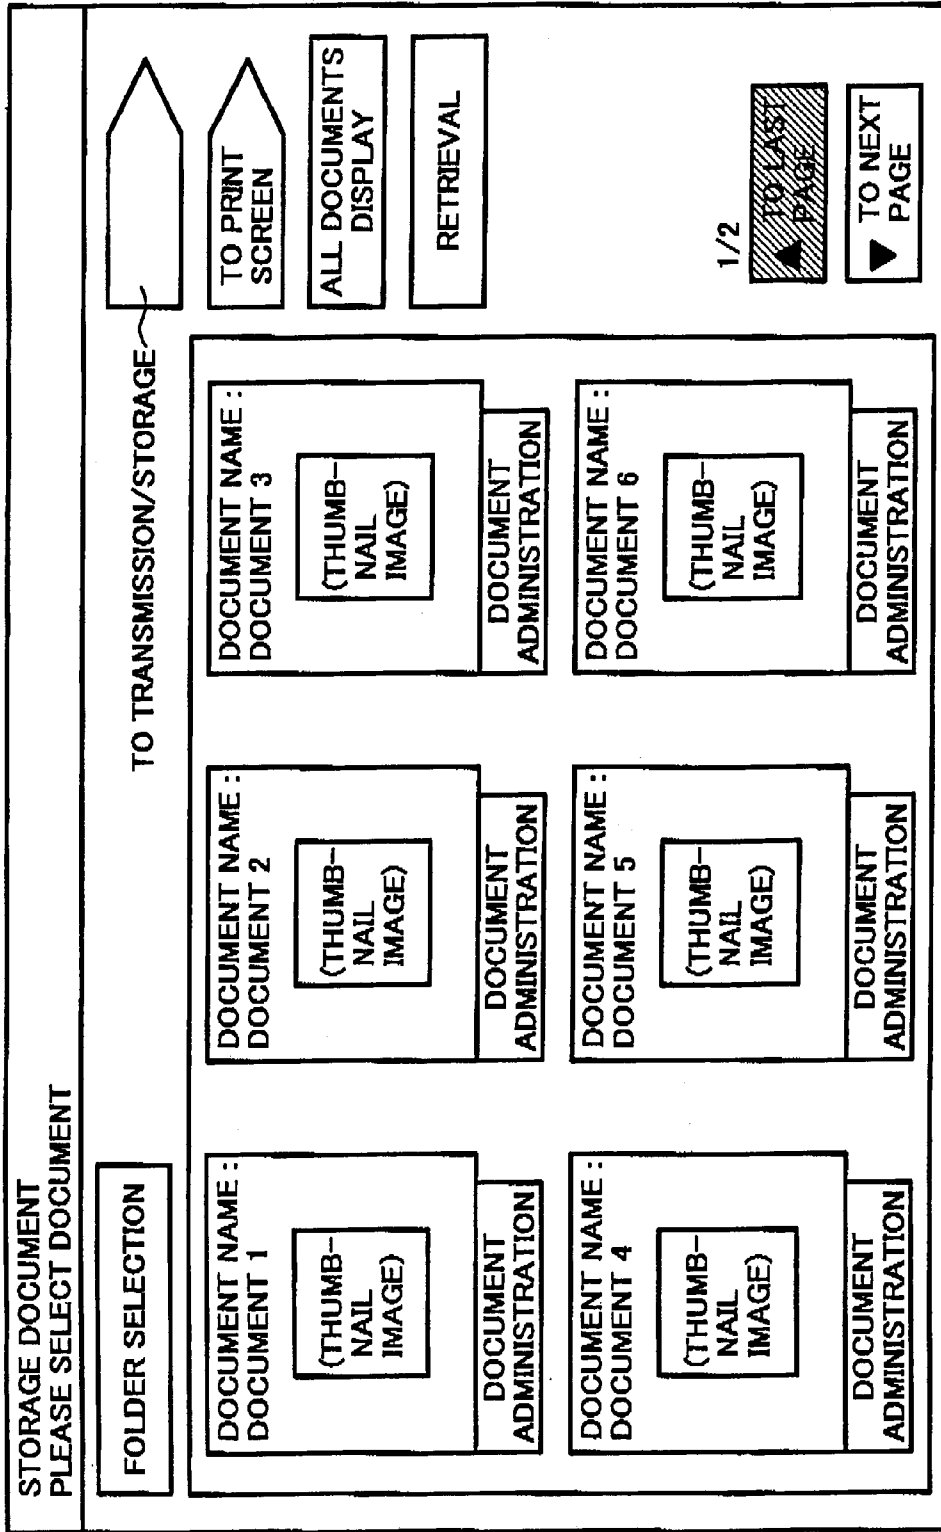 STORAGE DOCUMENT
PLEASE SELECT DOCUMENT
FOLDER SELECTION
TO TRANSMISSION/STORAGE
DOCUMENT NAME :
DOCUMENT 1
(THUMB-
NAIL
IMAGE)
DOCUMENT
ADMINISTRATION
DOCUMENT NAME :
DOCUMENT 2
(THUMB-
NAIL
IMAGE)
DOCUMENT
ADMINISTRATION
DOCUMENT NAME :
DOCUMENT 3
(THUMB-
NAIL
IMAGE)
DOCUMENT
ADMINISTRATION
DOCUMENT NAME :
DOCUMENT 4
(THUMB-
NAIL
IMAGE)
DOCUMENT
ADMINISTRATION
DOCUMENT NAME :
DOCUMENT 5
(THUMB-
NAIL
IMAGE)
DOCUMENT
ADMINISTRATION
DOCUMENT NAME :
DOCUMENT 6
(THUMB-
NAIL
IMAGE)
DOCUMENT
ADMINISTRATION
TO PRINT
SCREEN
ALL DOCUMENTS
DISPLAY
RETRIEVAL
1/2
▲ TO LAST
PAGE
▼ TO NEXT
PAGE